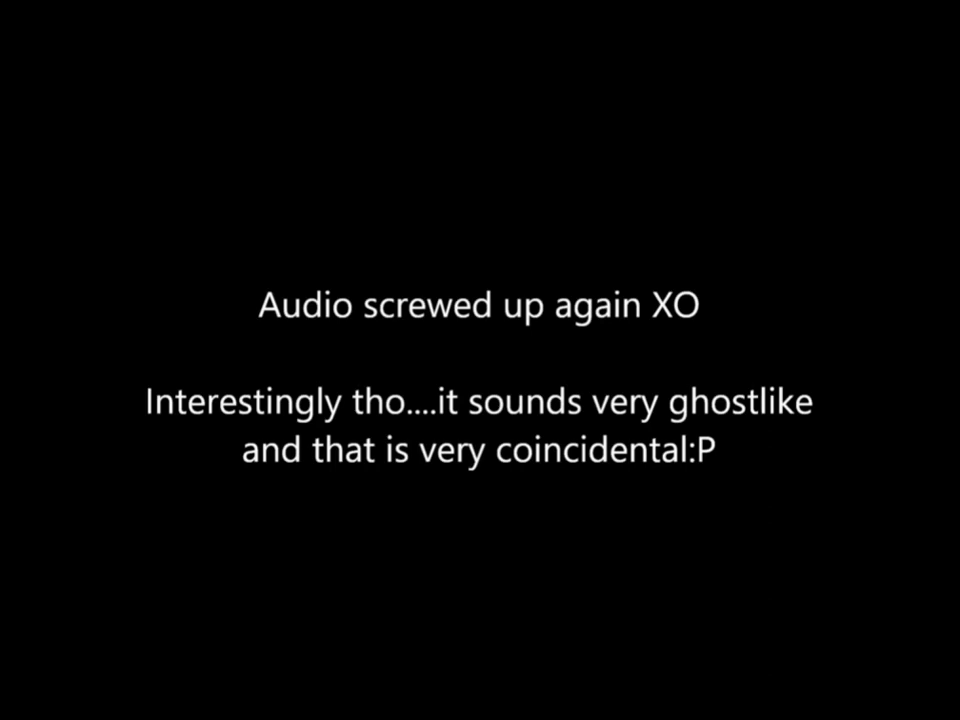 Audio screwed up again XO
Interestingly tho....it sounds very ghostlike
and that is very coincidental:P